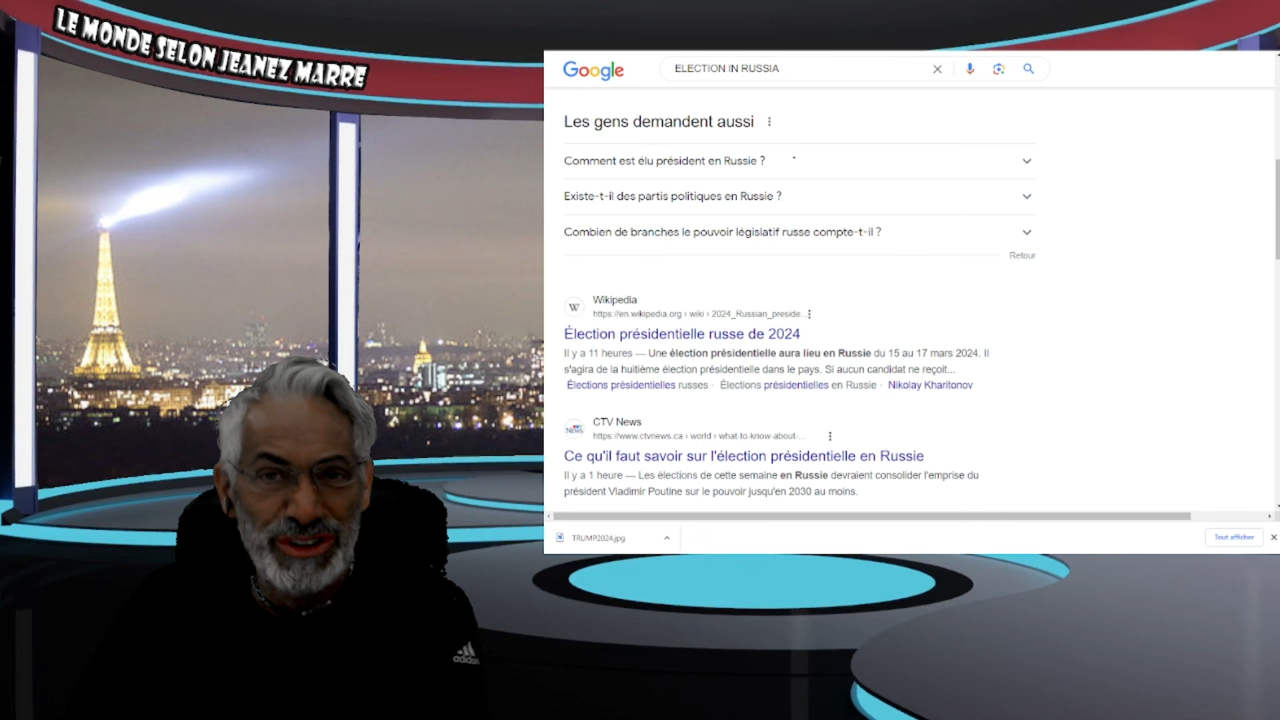 LE MONDE SELON JEANEZ MARRE
Google
ELECTION IN RUSSIA
Les gens demandent aussi
Comment est élu président en Russie ?
Existe-t-il des partis politiques en Russie ?
Combien de branches le pouvoir législatif russe compte-t-il ?
Retour
W
Wikipedia
https://en.wikipedia.org › wiki › 2024_Russian_preside...
Élection présidentielle russe de 2024
Il y a 11 heures — Une élection présidentielle aura lieu en Russie du 15 au 17 mars 2024. Il
s'agira de la huitième élection présidentielle dans le pays. Si aucun candidat ne reçoit...
Élections présidentielles russes · Élections présidentielles en Russie · Nikolay Kharitonov
CTV News
NEWS
https://www.ctvnews.ca › world › what-to-know-about-...
Ce qu'il faut savoir sur l'élection présidentielle en Russie
Il y a 1 heure — Les élections de cette semaine en Russie devraient consolider l'emprise du
président Vladimir Poutine sur le pouvoir jusqu'en 2030 au moins.
TRUMP2024.jpg
Tout afficher
adidas